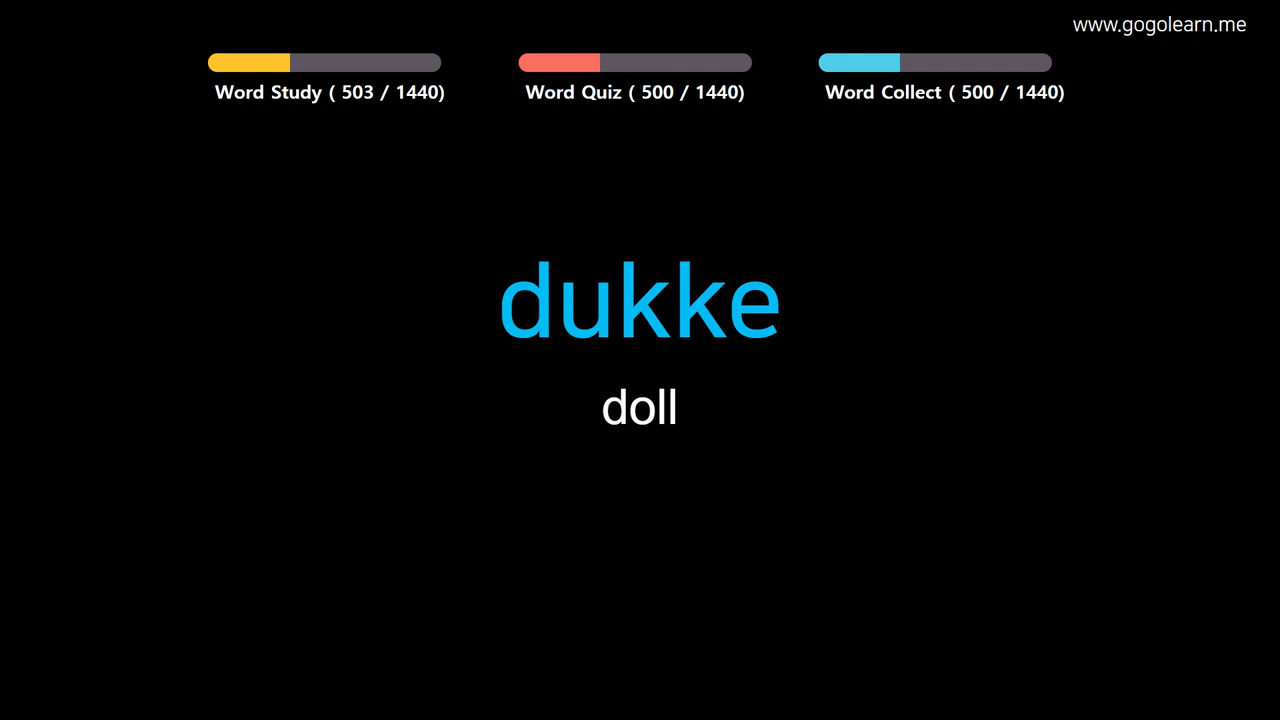 www.gogolearn.me
Word Study ( 503 / 1440)
Word Quiz ( 500 / 1440)
Word Collect ( 500 / 1440)
dukke
doll